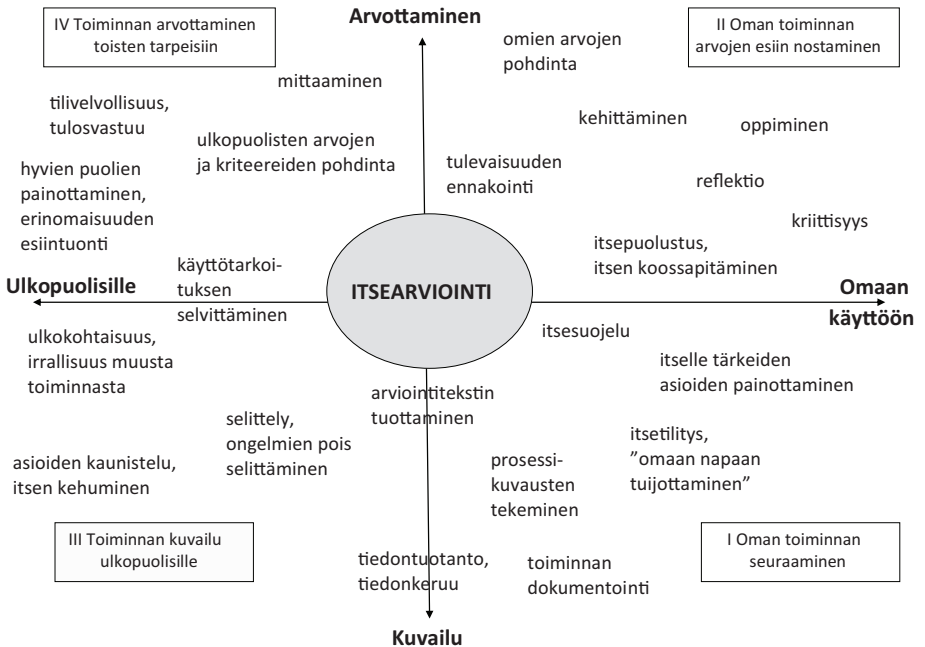 IV Toiminnan arvottaminen
toisten tarpeisiin
Arvottaminen
II Oman toiminnan
arvojen esiin nostaminen
omien arvojen
pohdinta
mittaaminen
tilivelvollisuus,
tulosvastuu
kehittäminen
oppiminen
ulkopuolisten arvojen
ja kriteereiden pohdinta
tulevaisuuden
ennakointi
hyvien puolien
painottaminen,
erinomaisuuden
esiintuonti
reflektio
kriittisyys
itsepuolustus,
itsen koossapitäminen
käyttötarkoi-
tuksen
selvittäminen
Ulkopuolisille
ITSEARVIOINTI
Omaan
käyttöön
itsesuojelu
ulkokohtaisuus,
irrallisuus muusta
toiminnasta
itselle tärkeiden
asioiden painottaminen
arviointitekstin
tuottaminen
selittely,
ongelmien pois
selittäminen
itsetilitys,
”omaan napaan
tuijottaminen”
asioiden kaunistelu,
itsen kehuminen
prosessi-
kuvausten
tekeminen
III Toiminnan kuvailu
ulkopuolisille
I Oman toiminnan
seuraaminen
tiedontuotanto,
tiedonkeruu
toiminnan
dokumentointi
Kuvailu